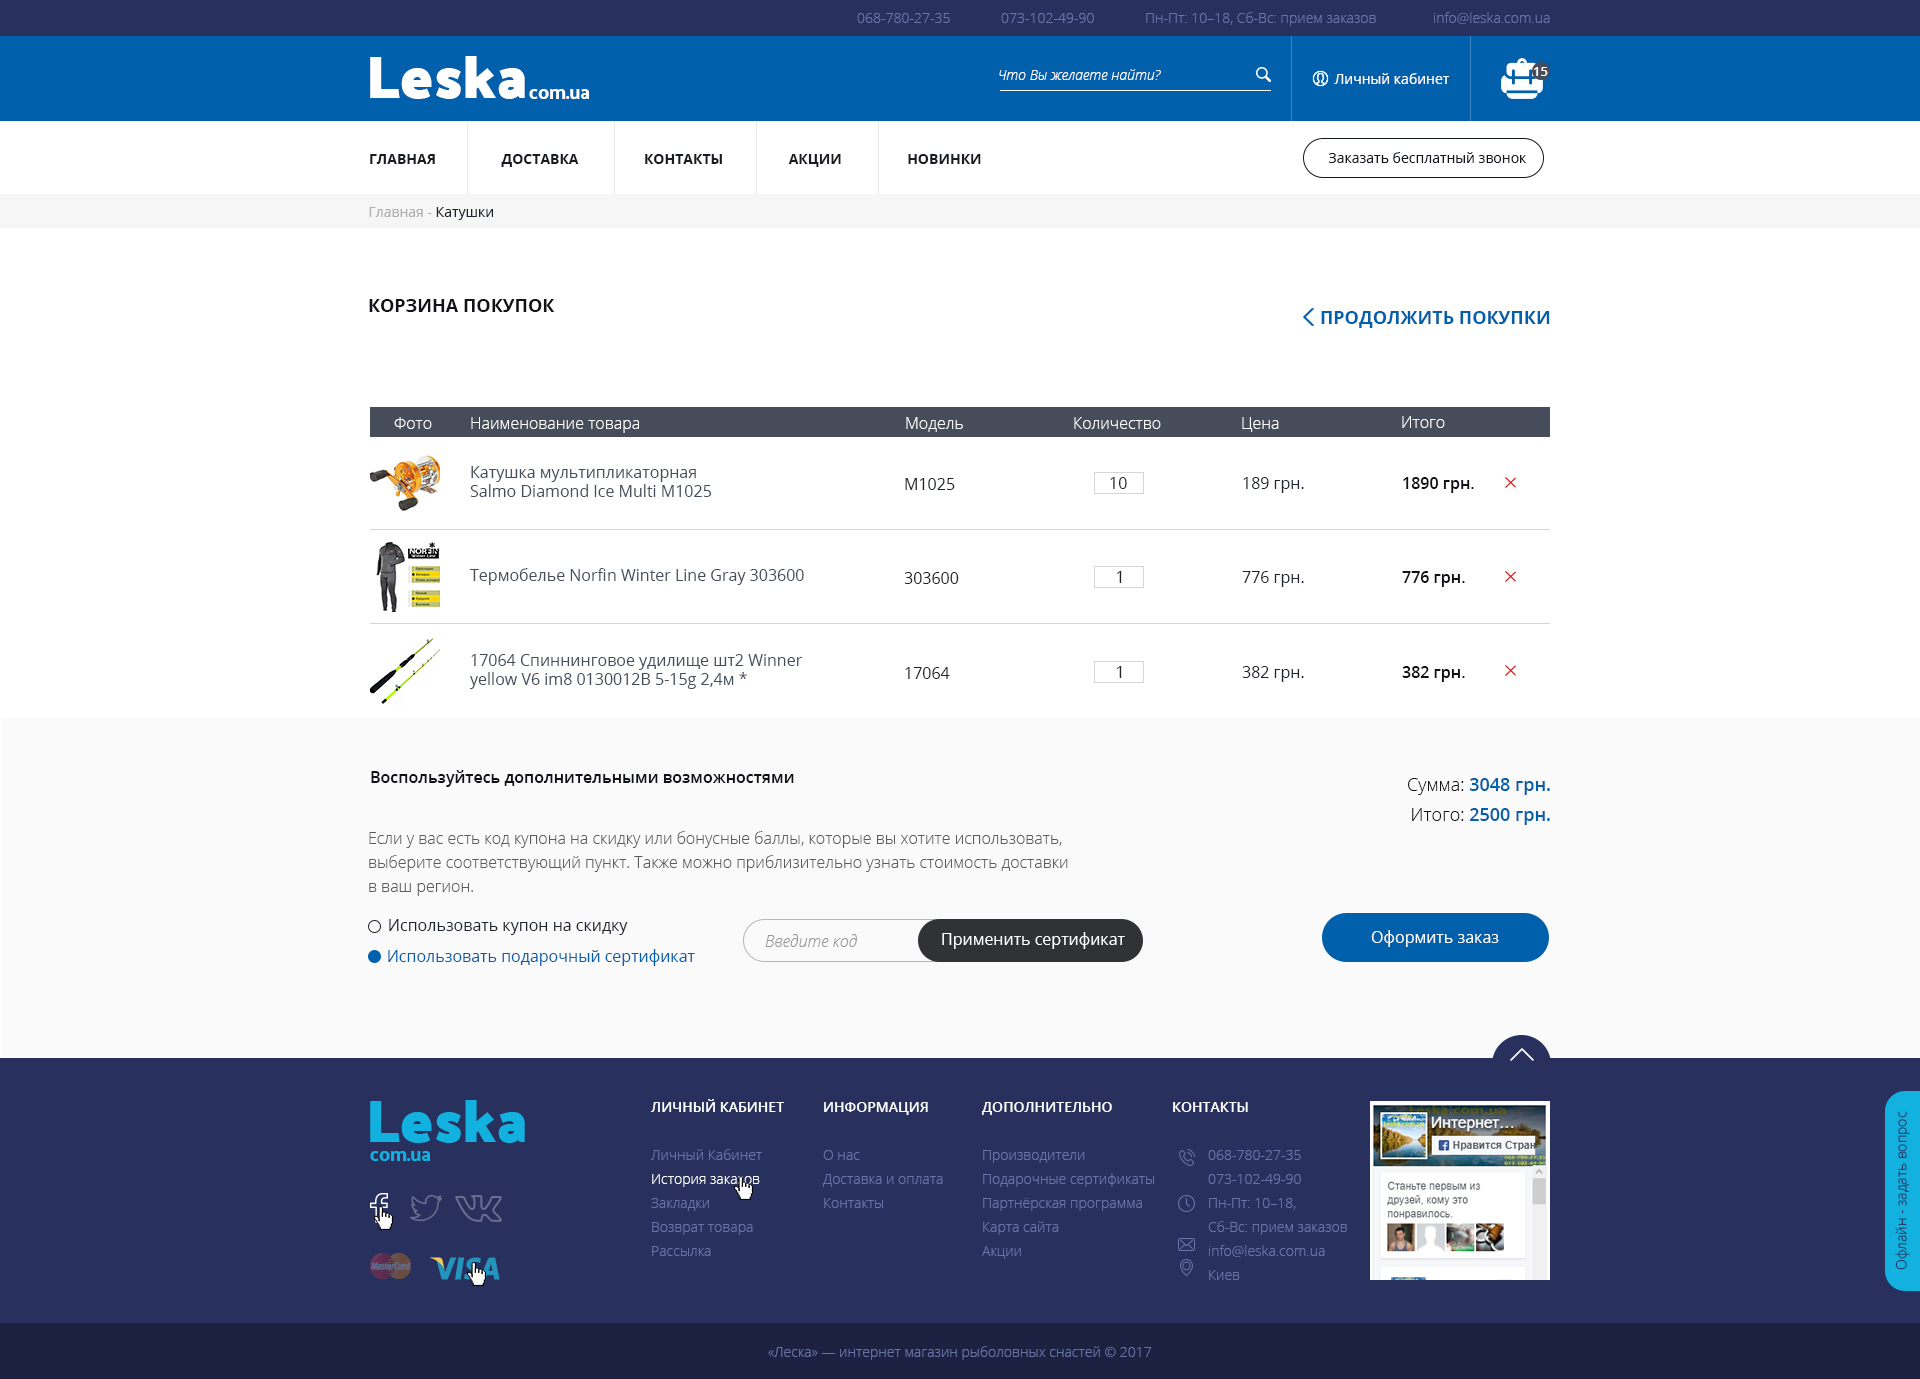 068-780-27-35 073-102-49-90 Пн-Пт: 10–18, Сб-Вс: прием заказов info@leska.com.ua
Leska com.ua
Что Вы желаете найти?
Личный кабинет
15
ГЛАВНАЯ ДОСТАВКА КОНТАКТЫ АКЦИИ НОВИНКИ
Заказать бесплатный звонок
Главная - Катушки
КОРЗИНА ПОКУПОК
ПРОДОЛЖИТЬ ПОКУПКИ
Фото Наименование товара Модель Количество Цена Итого
Катушка мультипликаторная
Salmo Diamond Ice Multi M1025
M1025 10 189 грн. 1890 грн.
NORFIN
Термобелье Norfin Winter Line Gray 303600
303600 1 776 грн. 776 грн.
17064 Спиннинговое удилище шт2 Winner
yellow V6 im8 0130012B 5-15g 2,4м *
17064 1 382 грн. 382 грн.
Воспользуйтесь дополнительными возможностями
Сумма: 3048 грн.
Итого: 2500 грн.
Если у вас есть код купона на скидку или бонусные баллы, которые вы хотите использовать,
выберите соответствующий пункт. Также можно приблизительно узнать стоимость доставки
в ваш регион.
Использовать купон на скидку
Использовать подарочный сертификат
Введите код
Применить сертификат
Оформить заказ
Leska
com.ua
MasterCard
VISA
ЛИЧНЫЙ КАБИНЕТ
Личный Кабинет
История заказов
Закладки
Возврат товара
Рассылка
ИНФОРМАЦИЯ
О нас
Доставка и оплата
Контакты
ДОПОЛНИТЕЛЬНО
Производители
Подарочные сертификаты
Партнёрская программа
Карта сайта
Акции
КОНТАКТЫ
068-780-27-35
073-102-49-90
Пн-Пт: 10–18,
Сб-Вс: прием заказов
info@leska.com.ua
Киев
Интернет...
Нравится Стран
Станьте первым из
друзей, кому это
понравилось.
Офлайн - задать вопрос
«Леска» — интернет магазин рыболовных снастей © 2017